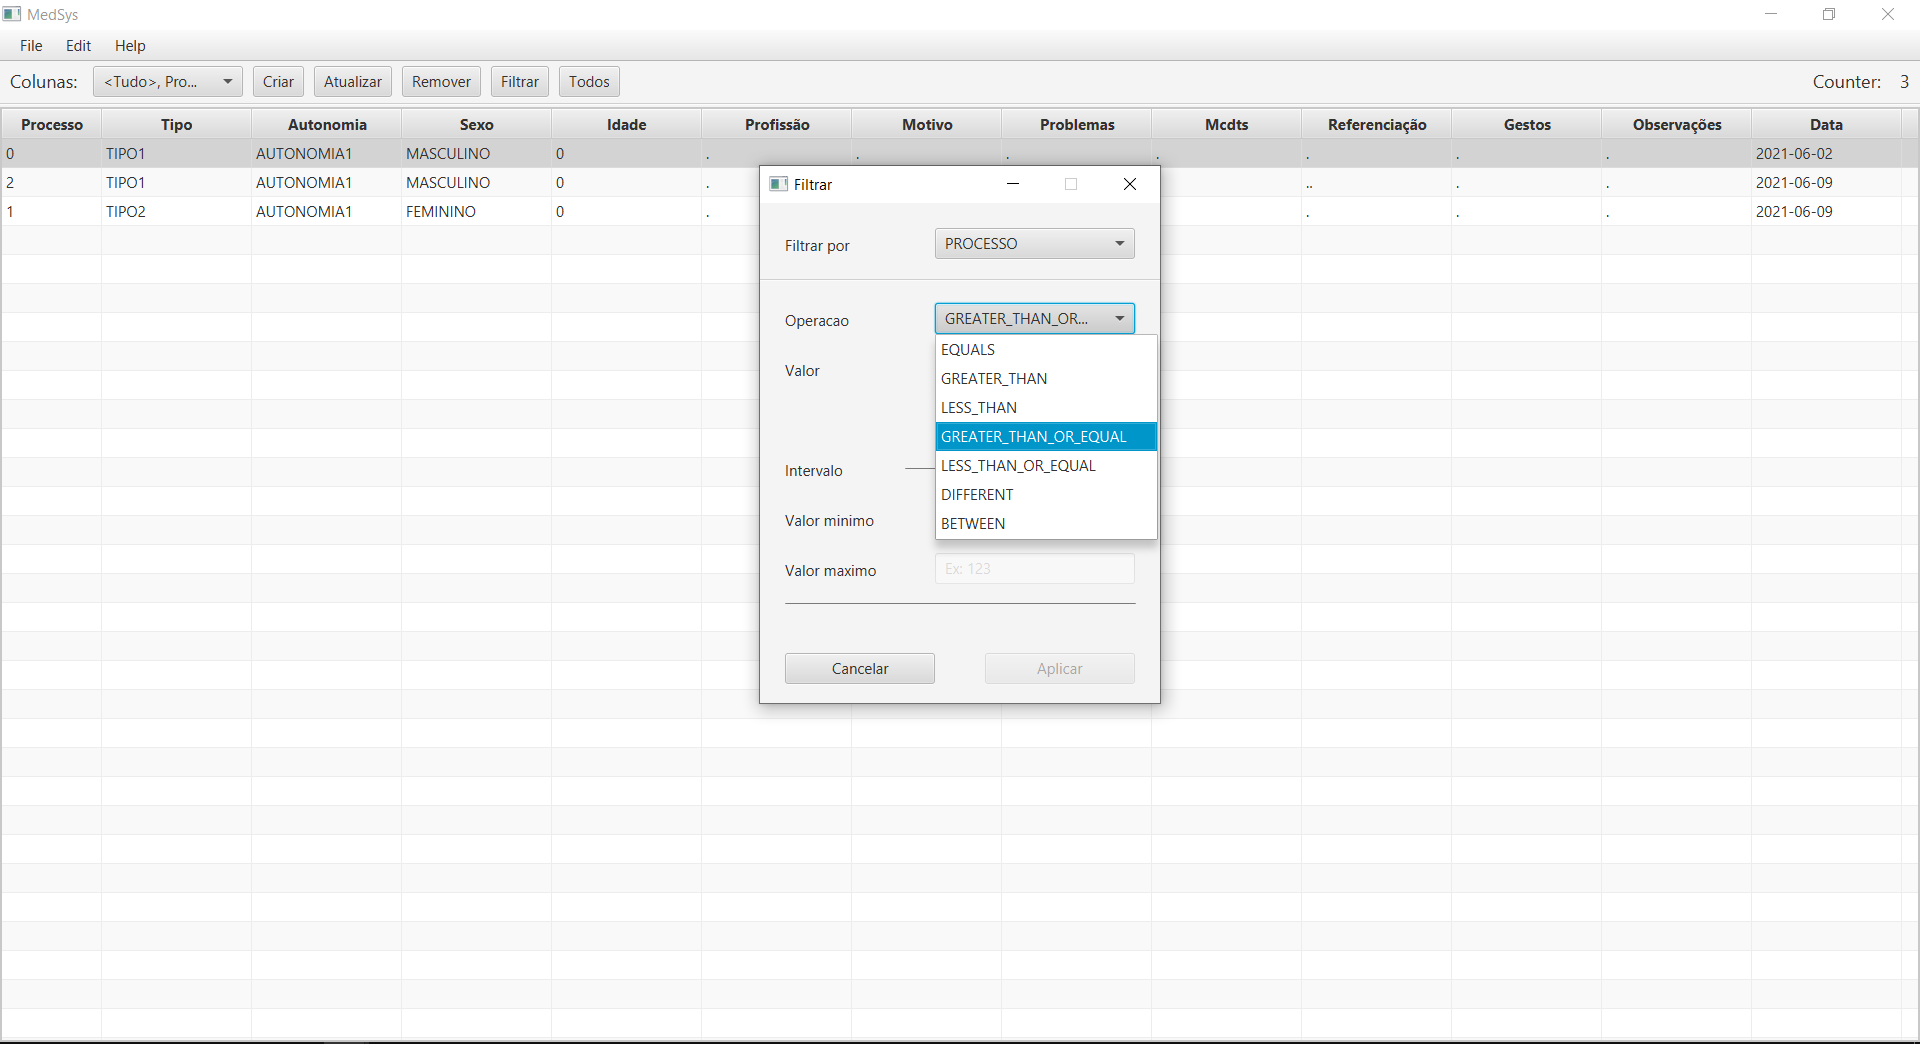 MedSys
File Edit Help
Colunas: <Tudo>, Pro... Criar Atualizar Remover Filtrar Todos Counter: 3
Processo Tipo Autonomia Sexo Idade Profissão Motivo Problemas Mcdts Referenciação Gestos Observações Data
0 TIPO1 AUTONOMIA1 MASCULINO 0 . . . . . . . 2021-06-02
2 TIPO1 AUTONOMIA1 MASCULINO 0 . .. . . 2021-06-09
1 TIPO2 AUTONOMIA1 FEMININO 0 . . . . 2021-06-09
Filtrar
Filtrar por PROCESSO
Operacao GREATER_THAN_OR...
EQUALS
Valor
GREATER_THAN
LESS_THAN
GREATER_THAN_OR_EQUAL
LESS_THAN_OR_EQUAL
Intervalo
DIFFERENT
Valor minimo
BETWEEN
Valor maximo Ex: 123
Cancelar Aplicar